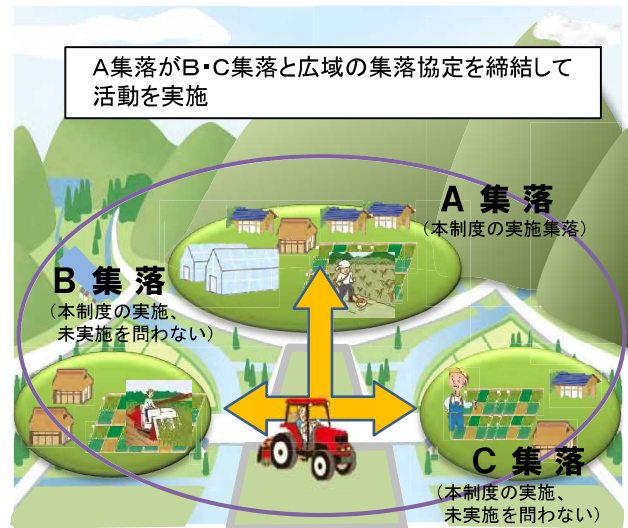 A集落がB・C集落と広域の集落協定を締結して
活動を実施
A 集 落
（本制度の実施集落）
B 集 落
（本制度の実施、
未実施を問わない）
C 集 落
（本制度の実施、
未実施を問わない）